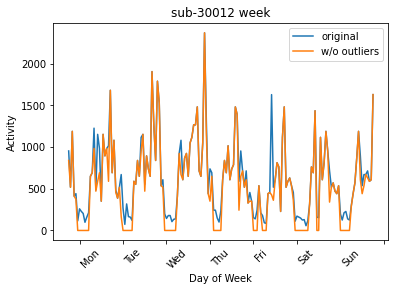 sub-30012 week
original
w/o outliers
Activity
2000
1500
1000
500
0
Mon
Tue
Wed
Thu
Fri
Sat
Sun
Day of Week